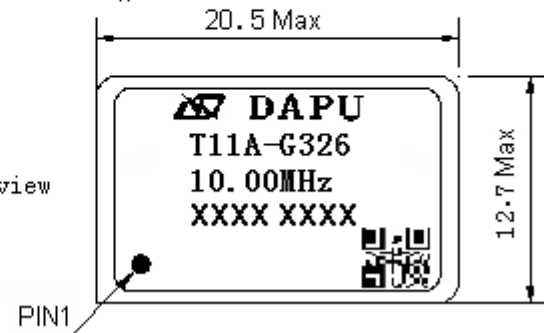 20.5 Max
DAPU
T11A-G326
10.00MHz
XXXX XXXX
view
12.7 Max
PIN1